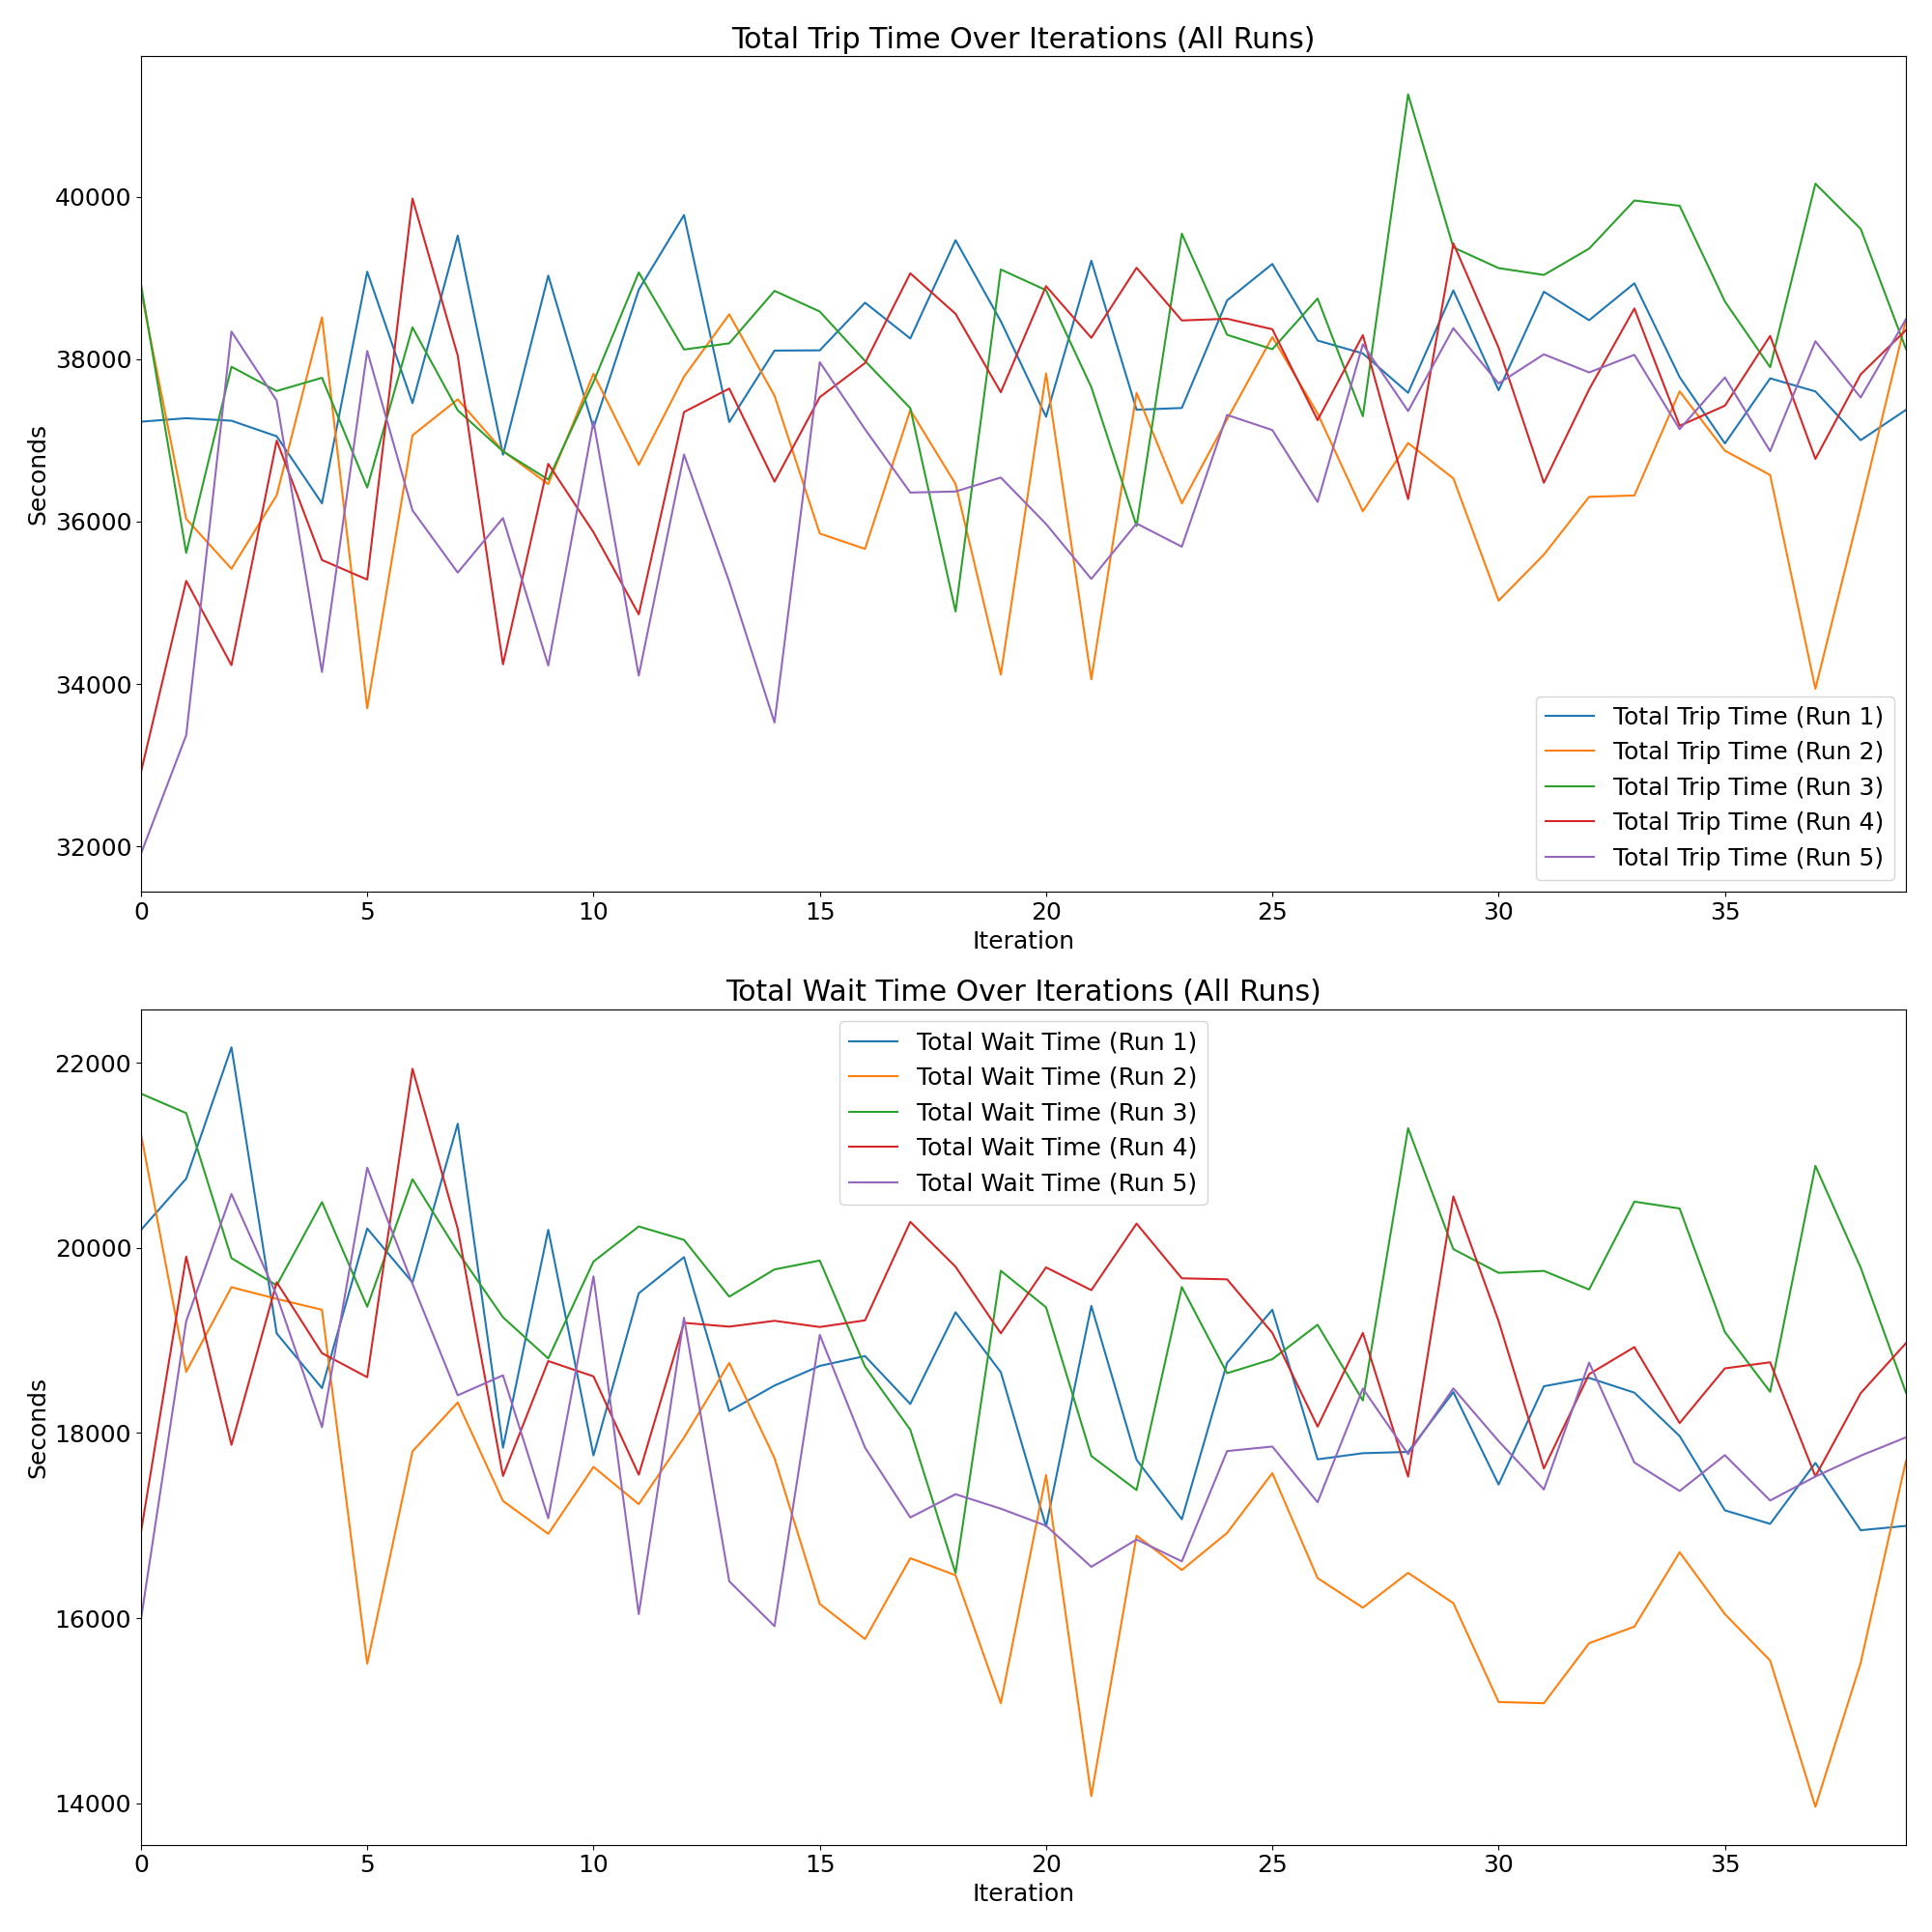 Total Trip Time Over Iterations (All Runs)
40000
38000
36000
34000
32000
Seconds
Total Trip Time (Run 1)
Total Trip Time (Run 2)
Total Trip Time (Run 3)
Total Trip Time (Run 4)
Total Trip Time (Run 5)
0 5 10 15 20 25 30 35
Iteration
Total Wait Time Over Iterations (All Runs)
Total Wait Time (Run 1)
Total Wait Time (Run 2)
Total Wait Time (Run 3)
Total Wait Time (Run 4)
Total Wait Time (Run 5)
22000
20000
18000
16000
14000
Seconds
0 5 10 15 20 25 30 35
Iteration